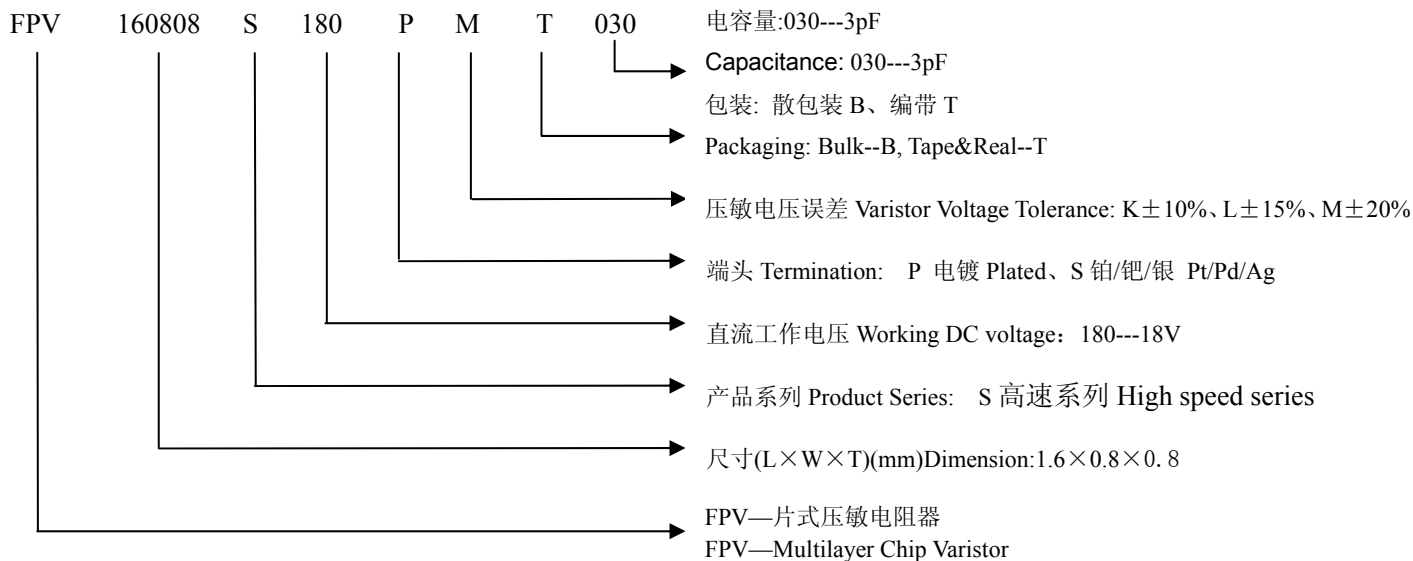 FPV 160808 S 180 P M T 030
电容量:030---3pF
Capacitance: 030---3pF
包装: 散包装 B、编带 T
Packaging: Bulk--B, Tape&Real--T
压敏电压误差 Varistor Voltage Tolerance: K±10%、L±15%、M±20%
端头 Termination: P 电镀 Plated、S 铂/钯/银 Pt/Pd/Ag
直流工作电压 Working DC voltage：180---18V
产品系列 Product Series: S 高速系列 High speed series
尺寸(L×W×T)(mm)Dimension:1.6×0.8×0.8
FPV—片式压敏电阻器
FPV—Multilayer Chip Varistor